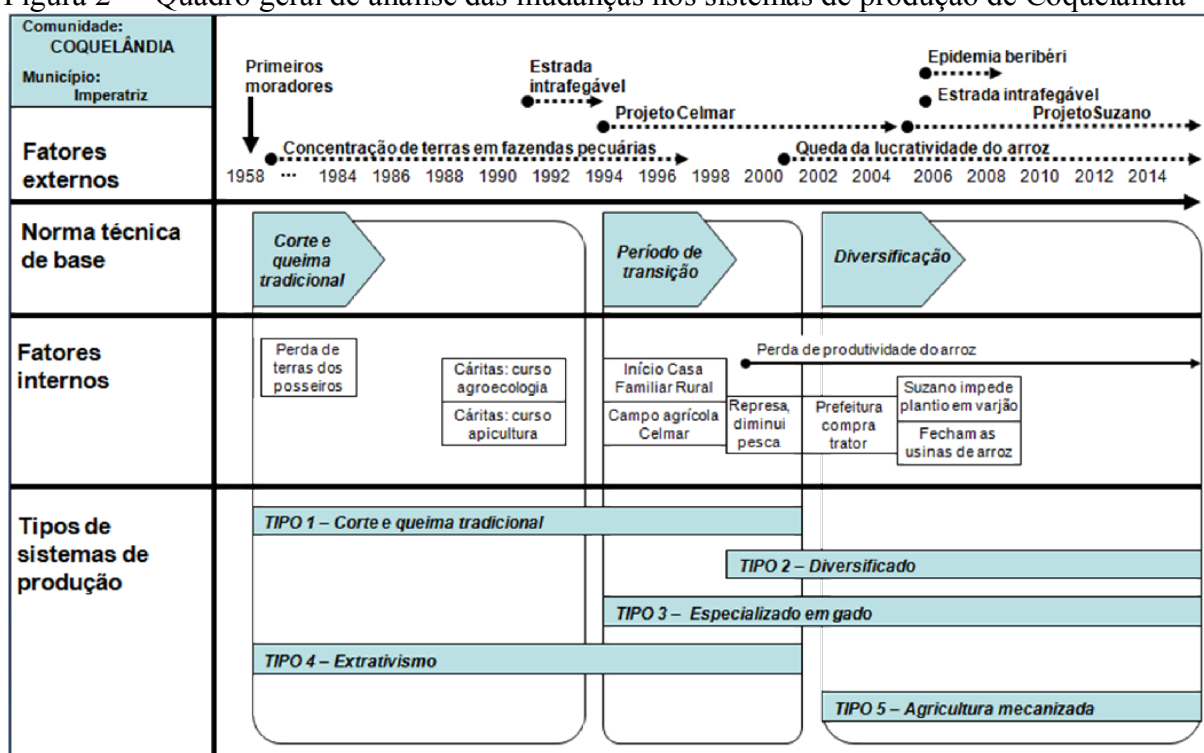 Figura 2 — Quadro geral de análise das mudanças nos sistemas de produção de Coquelândia
Comunidade:
COQUELÂNDIA
Município:
Imperatriz
Primeiros
moradores
Estrada
intrafegável
Epidemia beribéri
Estrada intrafegável
Projeto Celmar
Projeto Suzano
Fatores
externos
Concentração de terras em fazendas pecuárias
Queda da lucratividade do arroz
1958 ... 1984 1986 1988 1990 1992 1994 1996 1998 2000 2002 2004 2006 2008 2010 2012 2014
Norma técnica
de base
Corte e
queima
tradicional
Período de
transição
Diversificação
Fatores
internos
Perda de
terras dos
posseiros
Cáritas: curso
agroecologia
Cáritas: curso
apicultura
Início Casa
Familiar Rural
Campo agrícola
Celmar
Perda de produtividade do arroz
Represa,
diminui
pesca
Prefeitura
compra
trator
Suzano impede
plantio em varjão
Fecham as
usinas de arroz
Tipos de
sistemas de
produção
TIPO 1 – Corte e queima tradicional
TIPO 2 – Diversificado
TIPO 3 – Especializado em gado
TIPO 4 – Extrativismo
TIPO 5 – Agricultura mecanizada